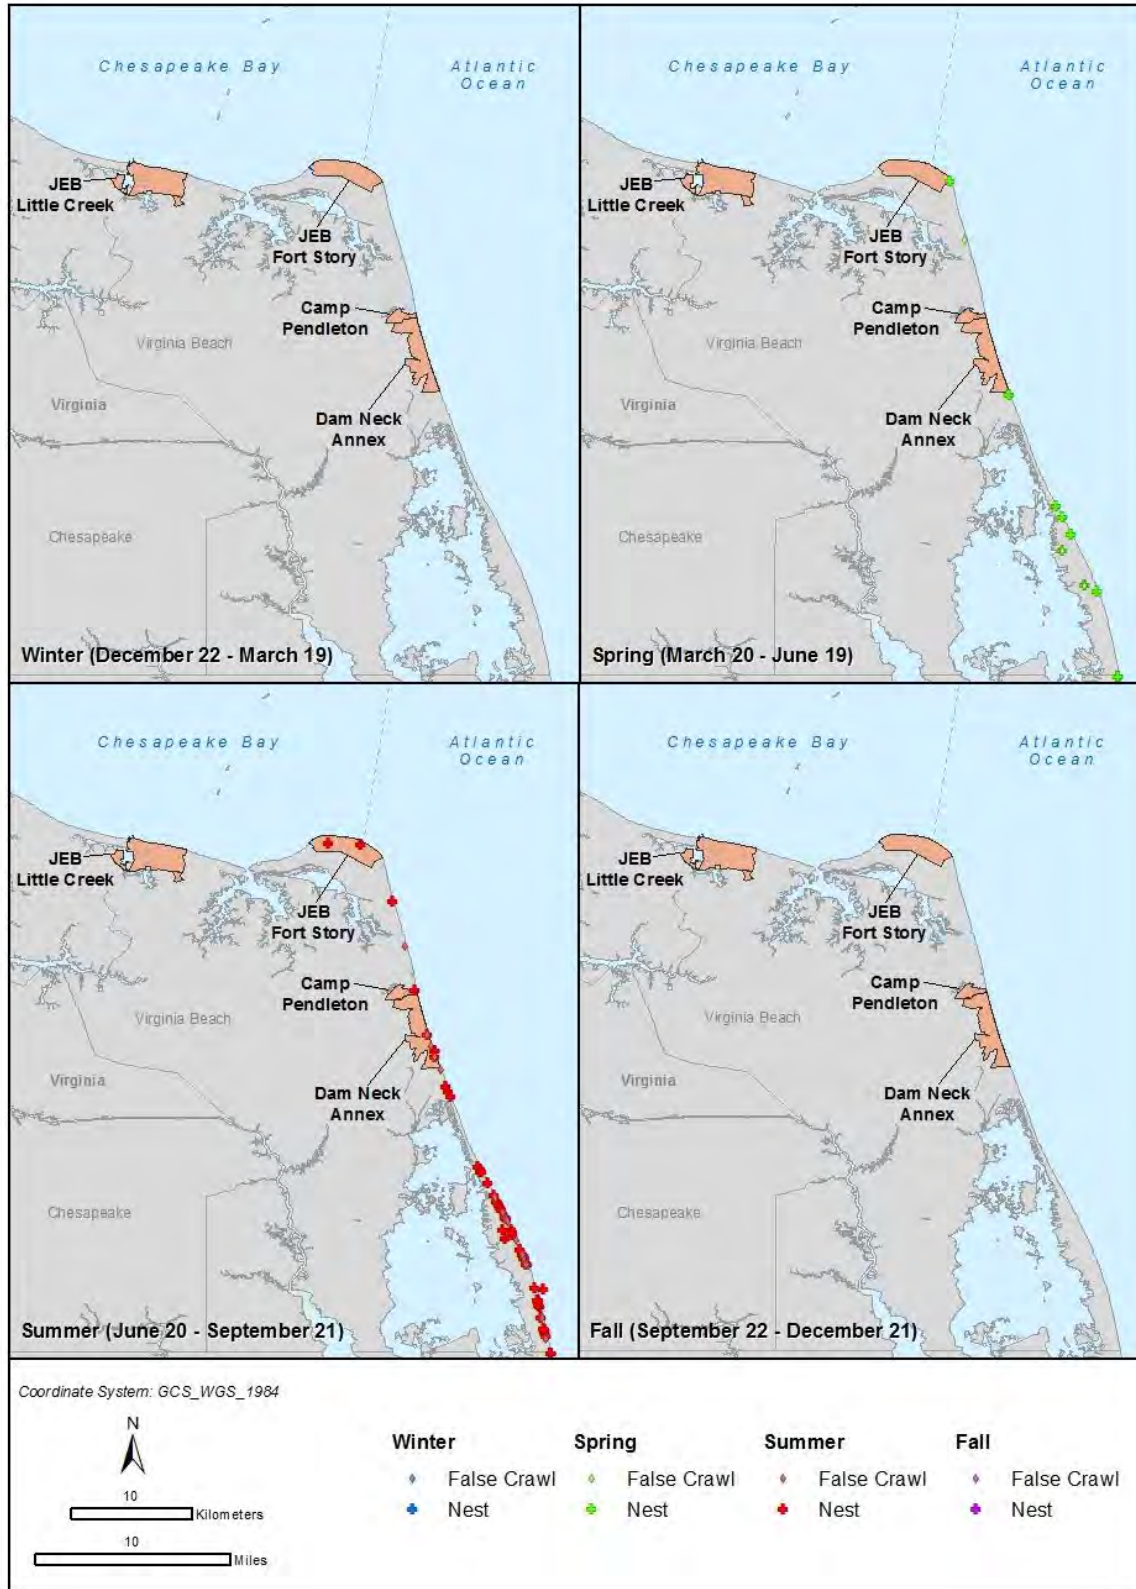 Chesapeake Bay
Atlantic
Ocean
JEB
Little Creek
JEB
Fort Story
Camp
Pendleton
Virginia Beach
Virginia
Dam Neck
Annex
Chesapeake
Winter (December 22 - March 19)
Chesapeake Bay
Atlantic
Ocean
JEB
Little Creek
JEB
Fort Story
Camp
Pendleton
Virginia Beach
Virginia
Dam Neck
Annex
Chesapeake
Spring (March 20 - June 19)
Chesapeake Bay
Atlantic
Ocean
JEB
Little Creek
JEB
Fort Story
Camp
Pendleton
Virginia Beach
Virginia
Dam Neck
Annex
Chesapeake
Summer (June 20 - September 21)
Chesapeake Bay
Atlantic
Ocean
JEB
Little Creek
JEB
Fort Story
Camp
Pendleton
Virginia Beach
Virginia
Dam Neck
Annex
Chesapeake
Fall (September 22 - December 21)
Coordinate System: GCS_WGS_1984
N
10
Kilometers
10
Miles
Winter Spring Summer Fall
False Crawl False Crawl False Crawl False Crawl
Nest Nest Nest Nest